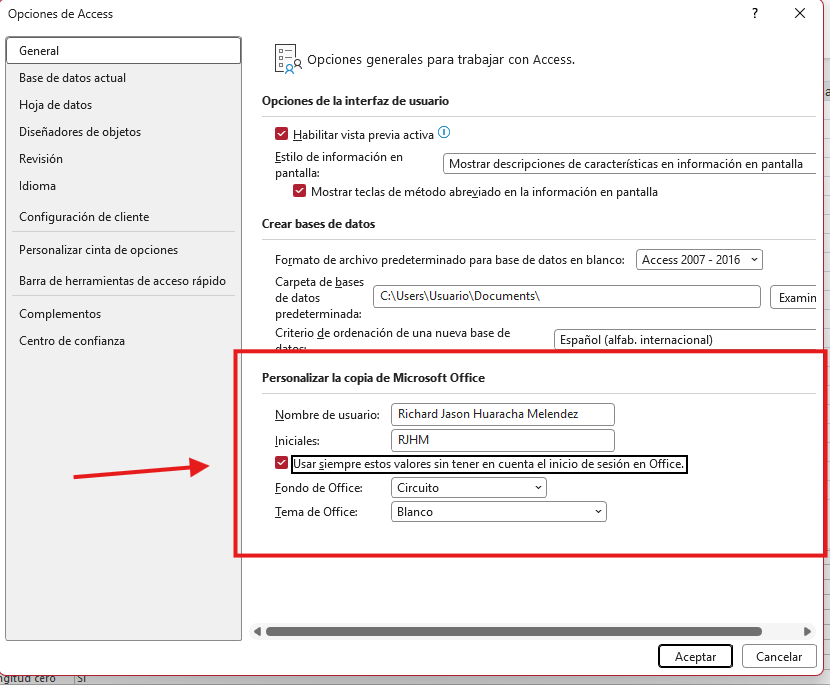 Opciones de Access
?
General
Base de datos actual
Hoja de datos
Diseñadores de objetos
Revisión
Idioma
Configuración de cliente
Personalizar cinta de opciones
Barra de herramientas de acceso rápido
Complementos
Centro de confianza
Opciones generales para trabajar con Access.
Opciones de la interfaz de usuario
Habilitar vista previa activa
Estilo de información en
pantalla:
Mostrar descripciones de características en información en pantalla
Mostrar teclas de método abreviado en la información en pantalla
Crear bases de datos
Formato de archivo predeterminado para base de datos en blanco: Access 2007 - 2016
Carpeta de bases
de datos
predeterminada:
C:\Users\Usuario\Documents\
Examin
Criterio de ordenación de una nueva base de
datos:
Español (alfab. internacional)
Personalizar la copia de Microsoft Office
Nombre de usuario: Richard Jason Huaracha Melendez
Iniciales: RJHM
Usar siempre estos valores sin tener en cuenta el inicio de sesión en Office.
Fondo de Office: Circuito
Tema de Office: Blanco
Aceptar Cancelar
ngitud cero Sí